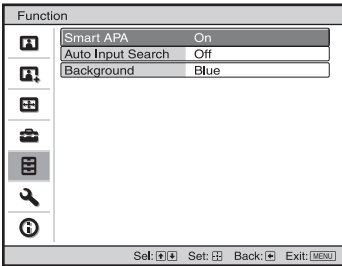 Function
Smart APA On
Auto Input Search Off
Background Blue
Sel: Set: Back: Exit: MENU